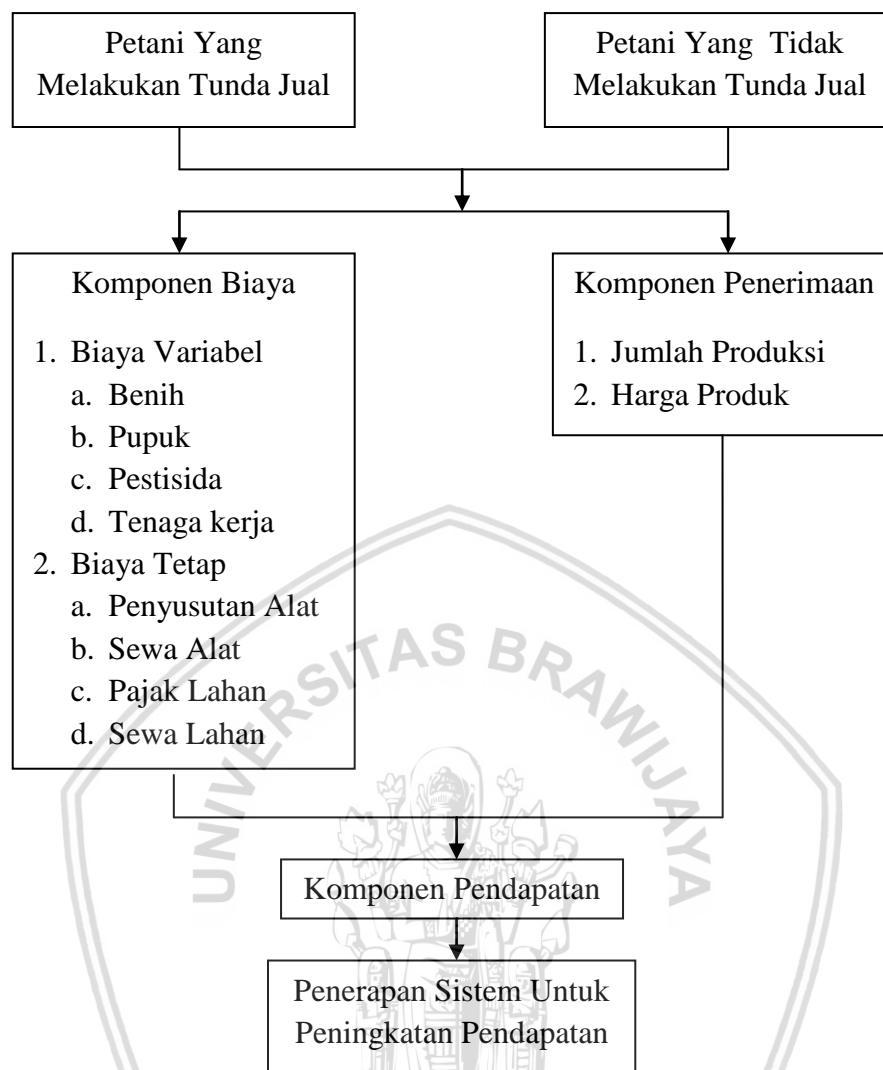 Petani Yang
Melakukan Tunda Jual
Petani Yang Tidak
Melakukan Tunda Jual
Komponen Biaya
1. Biaya Variabel
a. Benih
b. Pupuk
c. Pestisida
d. Tenaga kerja
2. Biaya Tetap
a. Penyusutan Alat
b. Sewa Alat
c. Pajak Lahan
d. Sewa Lahan
Komponen Penerimaan
1. Jumlah Produksi
2. Harga Produk
UNIVERSITAS BRAWIJAYA
Komponen Pendapatan
Penerapan Sistem Untuk
Peningkatan Pendapatan